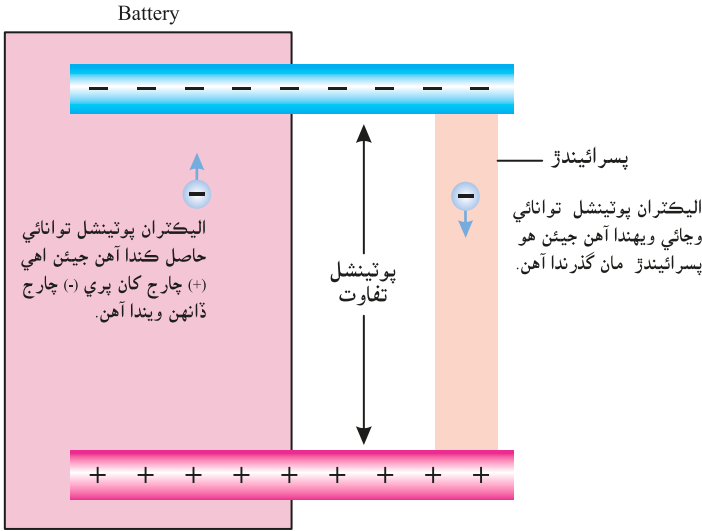 Battery
پسرائيندڙ
اليڪٽران پوٽينشل توانائي
وڃائي ويهندا آهن جيئن هو
پسرائيندڙ مان گذرندا آهن.
اليڪٽران پوٽينشل توانائي
حاصل ڪندا آهن جيئن اهي
(+) چارج کان پري (-) چارج
ڏانهن ويندا آهن.
پوٽينشل
تفاوت